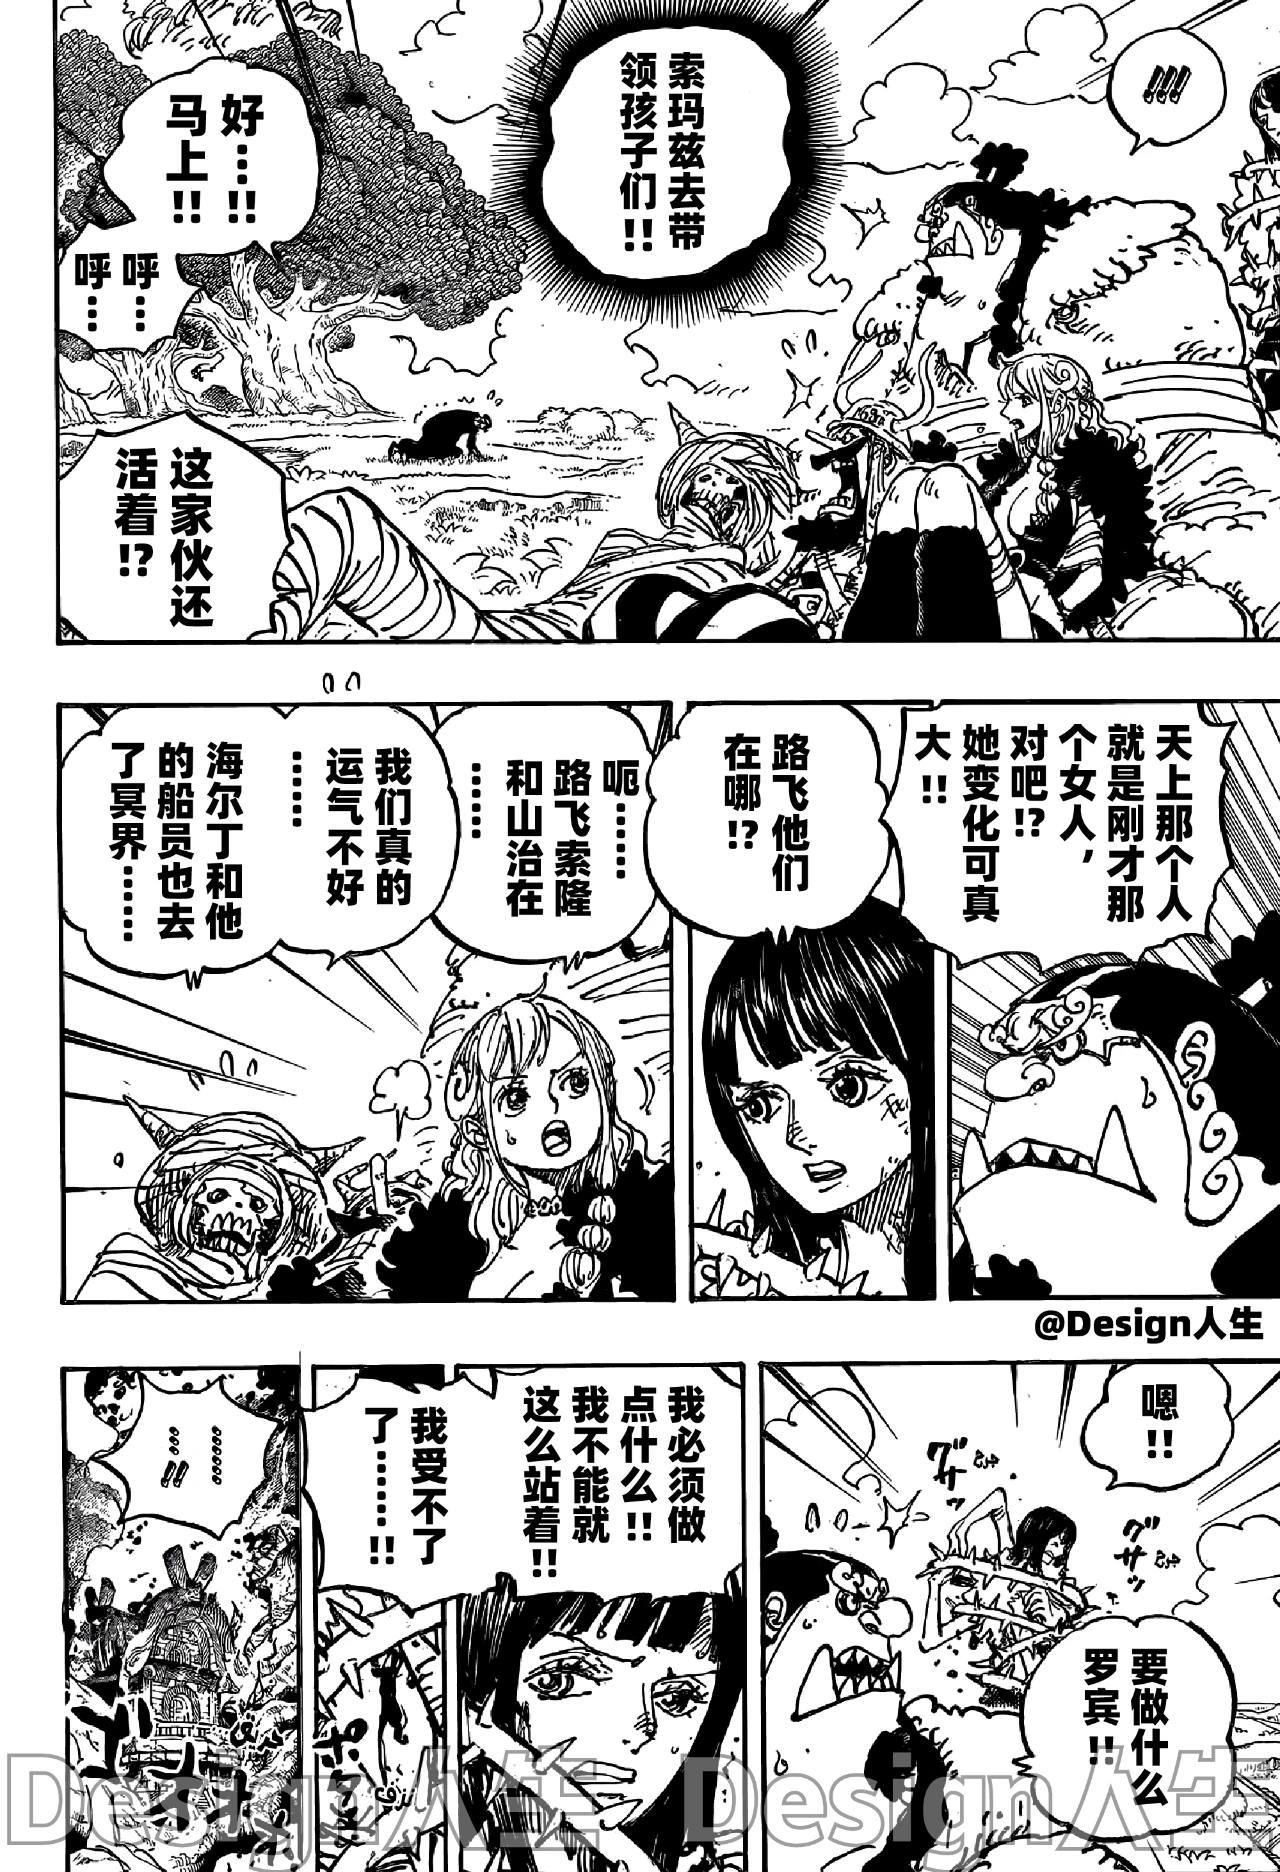 !!!
索玛兹去带
领孩子们!!
好…!!
马上!!
呼…
呼…
这家伙还
活着!?
天上那个人
就是刚才那
个女人，
对吧!?
她变化可真
大!!
路飞他们
在哪!?
呃……
路飞索隆
和山治在
……
我们真的
运气不好
……
海尔丁和他
的船员也去
了冥界……
@Design人生
嗯!!
グサッ
グサッ
要做什么
罗宾!!
我必须做
点什么!!
我不能就
这么站着!!
我受不了
了……!!
……
…!!
Design人生 Design人生